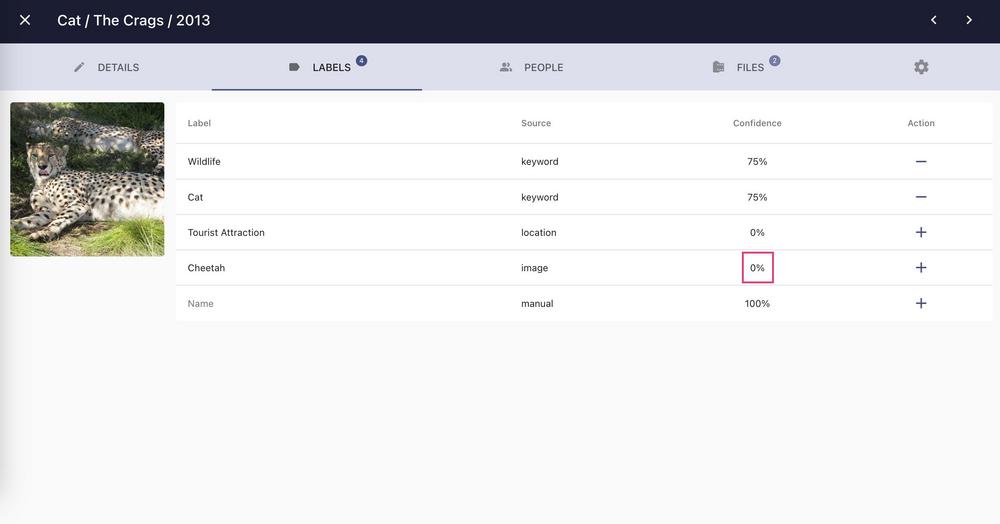 Cat / The Crags / 2013
DETAILS
LABELS 4
PEOPLE
FILES 2
Label Source Confidence Action
Wildlife keyword 75%
Cat keyword 75%
Tourist Attraction location 0%
Cheetah image 0%
Name manual 100%